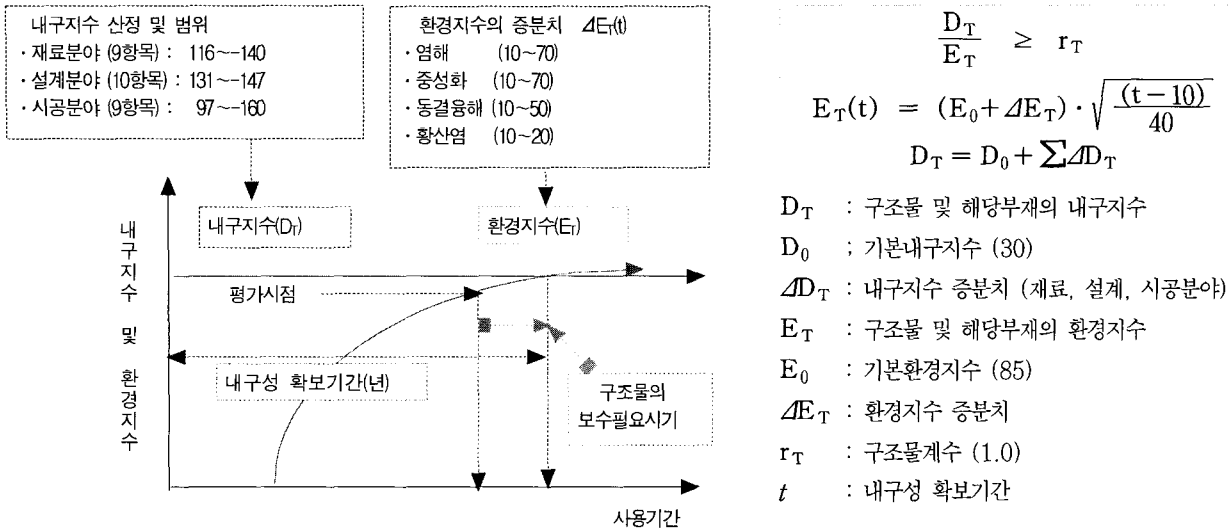 내구지수 산정 및 범위
· 재료분야 (9항목) : 116~-140
· 설계분야 (10항목) : 131~-147
· 시공분야 (9항목) : 97~-160
환경지수의 증분치 ⊿E_T(t)
· 염해 (10~70)
· 중성화 (10~70)
· 동결융해 (10~50)
· 황산염 (10~20)
내구지수 및 환경지수
내구지수(D_T)
환경지수(E_T)
평가시점
내구성 확보기간(년)
구조물의
보수필요시기
사용기간
D_T / E_T ≥ r_T
E_T(t) = (E_0+⊿E_T)·√((t-10)/40)
D_T = D_0+∑⊿D_T
D_T : 구조물 및 해당부재의 내구지수
D_0 ; 기본내구지수 (30)
⊿D_T : 내구지수 증분치 (재료, 설계, 시공분야)
E_T : 구조물 및 해당부재의 환경지수
E_0 : 기본환경지수 (85)
⊿E_T : 환경지수 증분치
r_T : 구조물계수 (1.0)
t : 내구성 확보기간